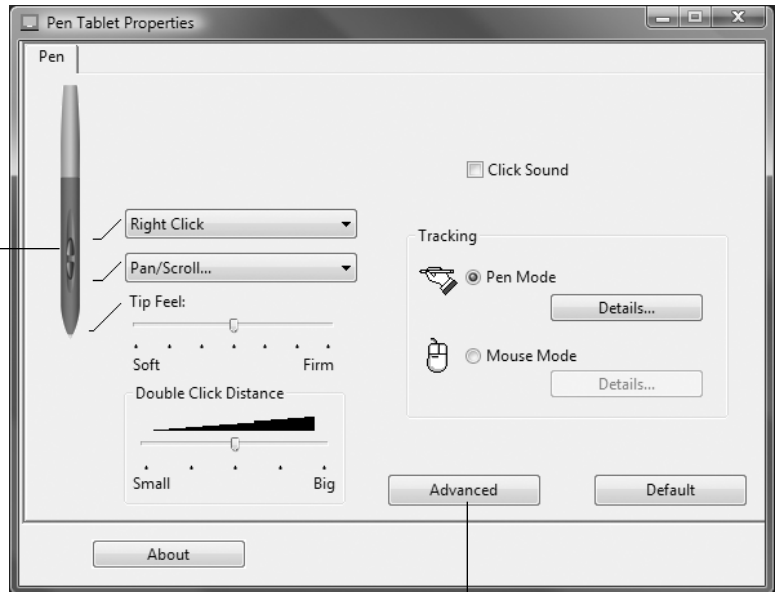 Pen Tablet Properties
Pen
Click Sound
Right Click
Pan/Scroll...
Tip Feel:
Soft Firm
Double Click Distance
Small Big
Tracking
Pen Mode
Details...
Mouse Mode
Details...
Advanced
Default
About